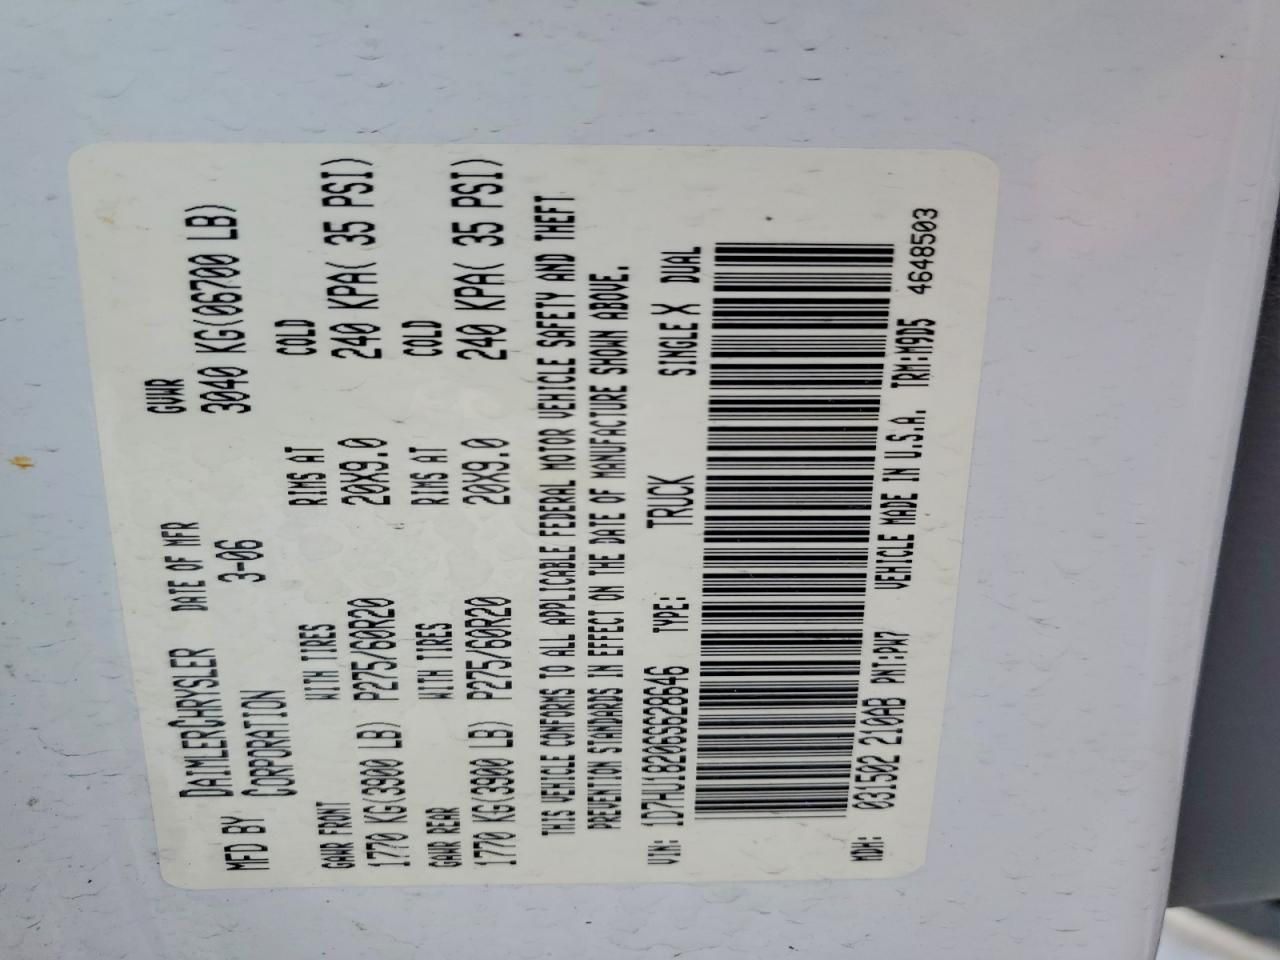 MFD BY DAIMLERCHRYSLER CORPORATION DATE OF MFR 3-06 GVWR 3040 KG(06700 LB)
GAWR FRONT WITH TIRES RIMS AT COLD
1770 KG(3900 LB) P275/60R20 20X9.0 240 KPA( 35 PSI)
GAWR REAR WITH TIRES RIMS AT COLD
1770 KG(3900 LB) P275/60R20 20X9.0 240 KPA( 35 PSI)
THIS VEHICLE CONFORMS TO ALL APPLICABLE FEDERAL MOTOR VEHICLE SAFETY AND THEFT
PREVENTION STANDARDS IN EFFECT ON THE DATE OF MANUFACTURE SHOWN ABOVE.
VIN: 1D7HU18206S628646 TYPE: TRUCK SINGLE X DUAL
MDH: 031502 210AB PNT:PW7 VEHICLE MADE IN U.S.A. TRM:M9D5 4648503